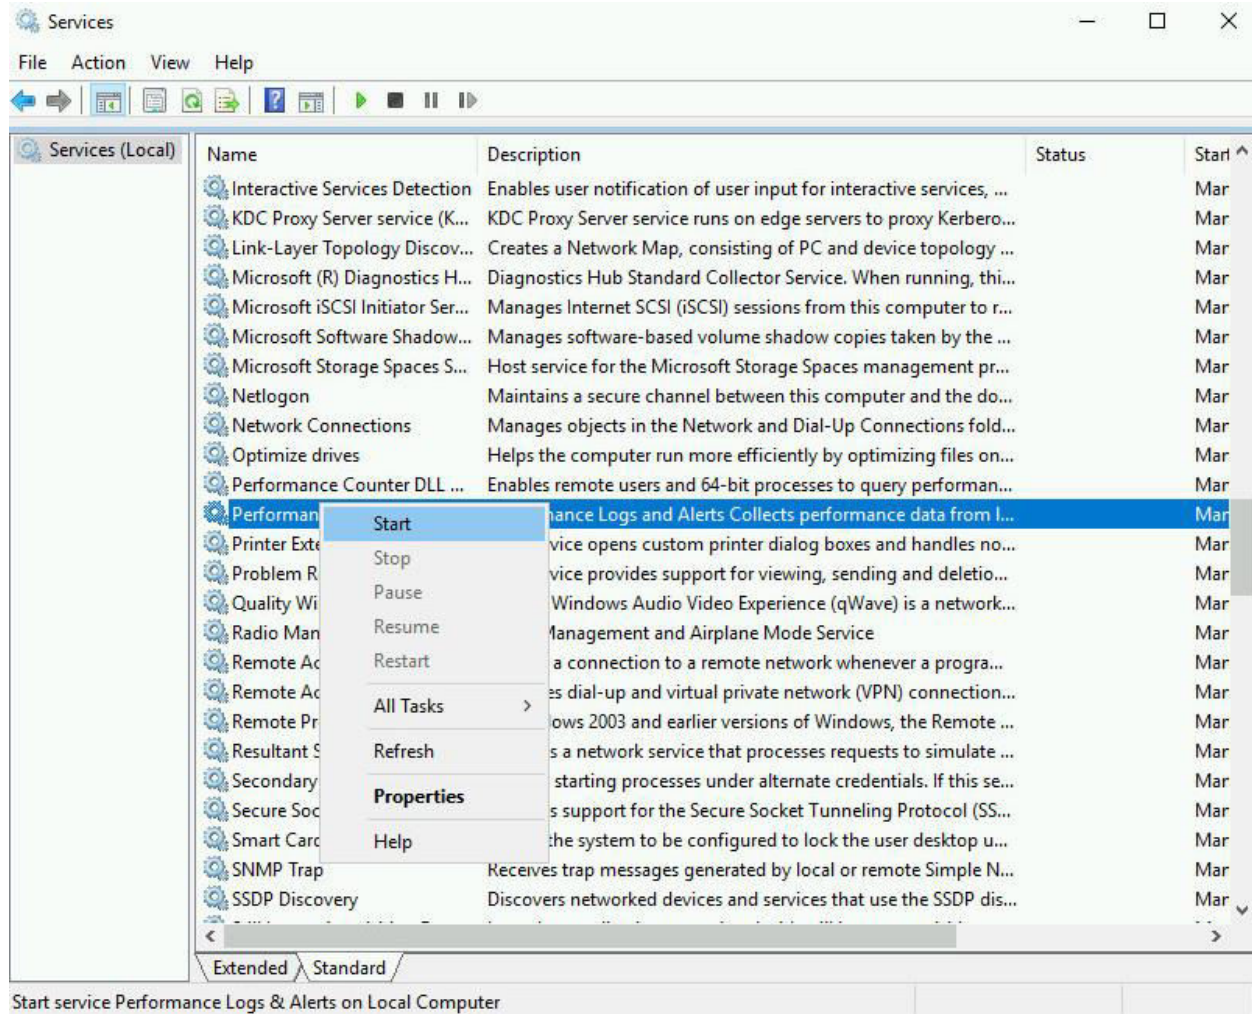 Services
File Action View Help
Services (Local)
Name Description Status Start
Interactive Services Detection Enables user notification of user input for interactive services, ... Mar
KDC Proxy Server service (K... KDC Proxy Server service runs on edge servers to proxy Kerbero... Mar
Link-Layer Topology Discov... Creates a Network Map, consisting of PC and device topology ... Mar
Microsoft (R) Diagnostics H... Diagnostics Hub Standard Collector Service. When running, thi... Mar
Microsoft iSCSI Initiator Ser... Manages Internet SCSI (iSCSI) sessions from this computer to r... Mar
Microsoft Software Shadow... Manages software-based volume shadow copies taken by the ... Mar
Microsoft Storage Spaces S... Host service for the Microsoft Storage Spaces management pr... Mar
Netlogon Maintains a secure channel between this computer and the do... Mar
Network Connections Manages objects in the Network and Dial-Up Connections fold... Mar
Optimize drives Helps the computer run more efficiently by optimizing files on... Mar
Performance Counter DLL ... Enables remote users and 64-bit processes to query performan... Mar
Performan mance Logs and Alerts Collects performance data from l... Mar
Printer Exte vice opens custom printer dialog boxes and handles no... Mar
Problem R vice provides support for viewing, sending and deletio... Mar
Quality Wi Windows Audio Video Experience (qWave) is a network... Mar
Radio Man Management and Airplane Mode Service Mar
Remote Ac a connection to a remote network whenever a progra... Mar
Remote Ac es dial-up and virtual private network (VPN) connection... Mar
Remote Pr ows 2003 and earlier versions of Windows, the Remote ... Mar
Resultant S s a network service that processes requests to simulate ... Mar
Secondary starting processes under alternate credentials. If this se... Mar
Secure Soc s support for the Secure Socket Tunneling Protocol (SS... Mar
Smart Card the system to be configured to lock the user desktop u... Mar
SNMP Trap Receives trap messages generated by local or remote Simple N... Mar
SSDP Discovery Discovers networked devices and services that use the SSDP dis... Mar
Start
Stop
Pause
Resume
Restart
All Tasks
Refresh
Properties
Help
Extended Standard
Start service Performance Logs & Alerts on Local Computer